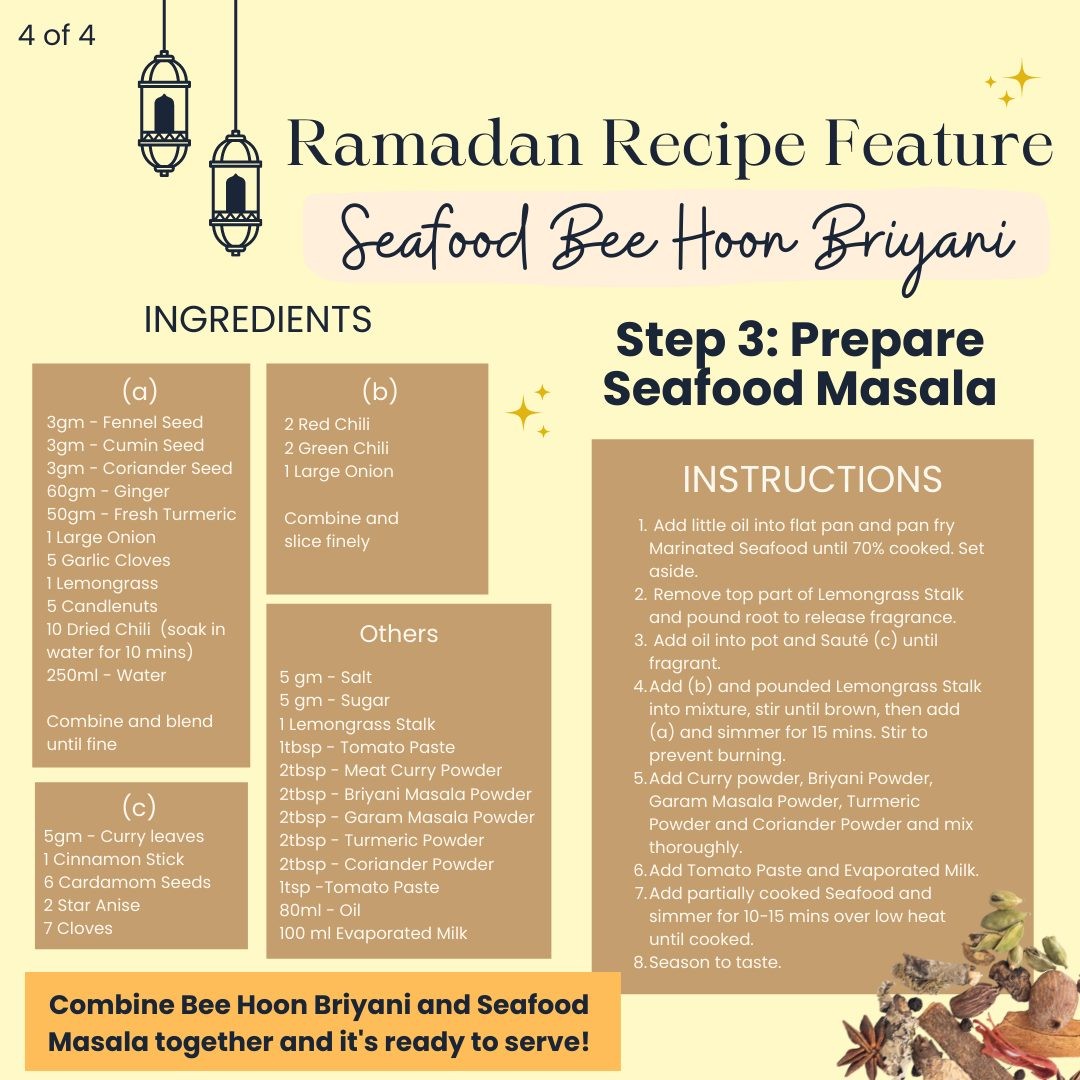 4 of 4
Ramadan Recipe Feature
Seafood Bee Hoon Briyani
INGREDIENTS
(a)
3gm - Fennel Seed
3gm - Cumin Seed
3gm - Coriander Seed
60gm - Ginger
50gm - Fresh Turmeric
1 Large Onion
5 Garlic Cloves
1 Lemongrass
5 Candlenuts
10 Dried Chili (soak in
water for 10 mins)
250ml - Water
Combine and blend
until fine
(b)
2 Red Chili
2 Green Chili
1 Large Onion
Combine and
slice finely
(c)
5gm - Curry leaves
1 Cinnamon Stick
6 Cardamom Seeds
2 Star Anise
7 Cloves
Others
5 gm - Salt
5 gm - Sugar
1 Lemongrass Stalk
1tbsp - Tomato Paste
2tbsp - Meat Curry Powder
2tbsp - Briyani Masala Powder
2tbsp - Garam Masala Powder
2tbsp - Turmeric Powder
2tbsp - Coriander Powder
1tsp -Tomato Paste
80ml - Oil
100 ml Evaporated Milk
Step 3: Prepare
Seafood Masala
INSTRUCTIONS
1. Add little oil into flat pan and pan fry
Marinated Seafood until 70% cooked. Set
aside.
2. Remove top part of Lemongrass Stalk
and pound root to release fragrance.
3. Add oil into pot and Sauté (c) until
fragrant.
4. Add (b) and pounded Lemongrass Stalk
into mixture, stir until brown, then add
(a) and simmer for 15 mins. Stir to
prevent burning.
5. Add Curry powder, Briyani Powder,
Garam Masala Powder, Turmeric
Powder and Coriander Powder and mix
thoroughly.
6. Add Tomato Paste and Evaporated Milk.
7. Add partially cooked Seafood and
simmer for 10-15 mins over low heat
until cooked.
8. Season to taste.
Combine Bee Hoon Briyani and Seafood
Masala together and it's ready to serve!